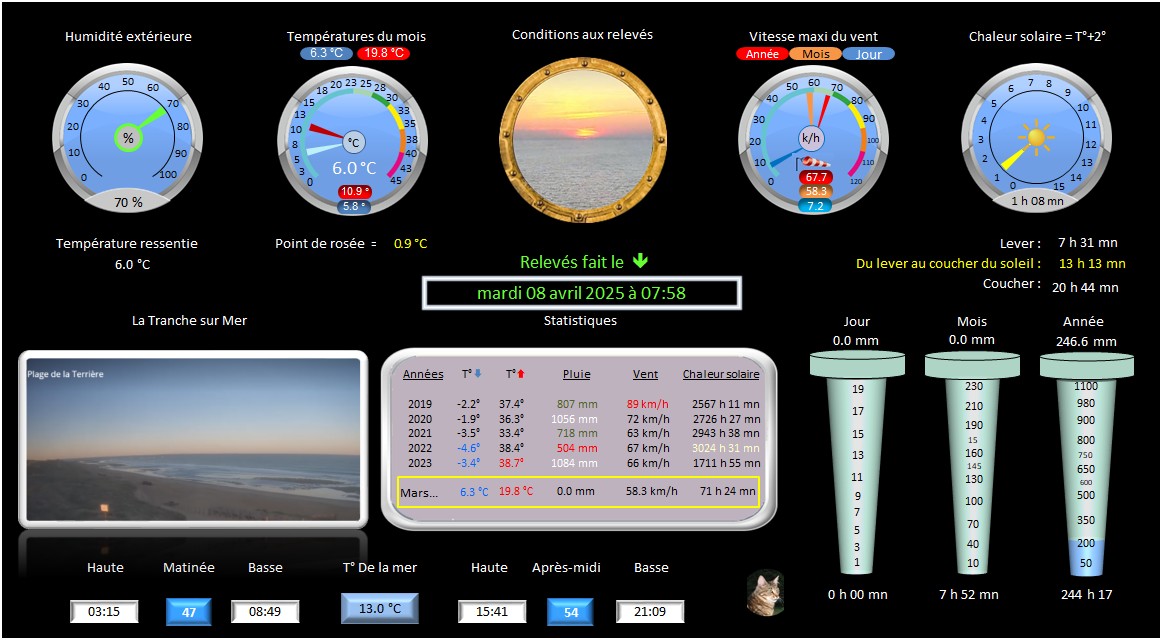 Humidité extérieure
Températures du mois
Conditions aux relevés
Vitesse maxi du vent
Chaleur solaire = T°+2°
6.3 °C 19.8 °C
Année Mois Jour
0 10 20 30 40 50 60 70 80 90 100
%
70 %
0 3 5 8 10 13 15 18 20 23 25 28 30 33 35 38 40 43 45
°C
6.0 °C
10.9 °
5.8 °
0 10 20 30 40 50 60 70 80 90 100 110 120
k/h
67.7
58.3
7.2
0 1 2 3 4 5 6 7 8 9 10 11 12 13 14 15
1 h 08 mn
Température ressentie
6.0 °C
Point de rosée = 0.9 °C
Relevés fait le
mardi 08 avril 2025 à 07:58
Lever : 7 h 31 mn
Du lever au coucher du soleil : 13 h 13 mn
Coucher : 20 h 44 mn
La Tranche sur Mer
Plage de la Terrière
Statistiques
Années T° T° Pluie Vent Chaleur solaire
2019 -2.2° 37.4° 807 mm 89 km/h 2567 h 11 mn
2020 -1.9° 36.3° 1056 mm 72 km/h 2726 h 27 mn
2021 -3.5° 33.4° 718 mm 63 km/h 2943 h 38 mn
2022 -4.6° 38.4° 504 mm 67 km/h 3024 h 31 mn
2023 -3.4° 38.7° 1084 mm 66 km/h 1711 h 55 mn
Mars... 6.3 °C 19.8 °C 0.0 mm 58.3 km/h 71 h 24 mn
Jour
0.0 mm
19
17
15
13
11
9
7
5
3
1
0 h 00 mn
Mois
0.0 mm
230
210
190
15
160
145
130
100
70
40
10
7 h 52 mn
Année
246.6 mm
1100
980
900
800
750
650
600
500
350
200
50
244 h 17
Haute Matinée Basse
03:15 47 08:49
T° De la mer
13.0 °C
Haute Après-midi Basse
15:41 54 21:09